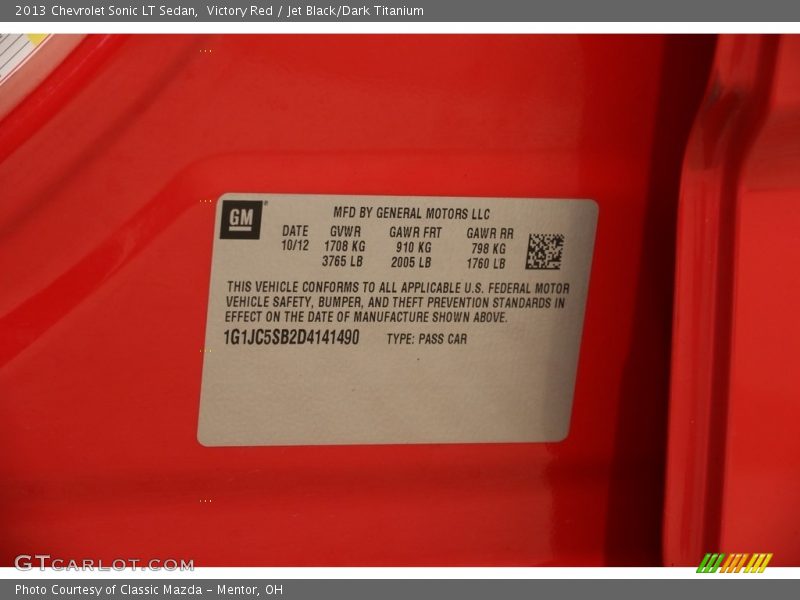 2013 Chevrolet Sonic LT Sedan,  Victory Red / Jet Black/Dark Titanium
GM®
MFD BY GENERAL MOTORS LLC
DATE GVWR GAWR FRT GAWR RR
10/12 1708 KG 910 KG 798 KG
3765 LB 2005 LB 1760 LB
THIS VEHICLE CONFORMS TO ALL APPLICABLE U.S. FEDERAL MOTOR
VEHICLE SAFETY, BUMPER, AND THEFT PREVENTION STANDARDS IN
EFFECT ON THE DATE OF MANUFACTURE SHOWN ABOVE.
1G1JC5SB2D4141490 TYPE: PASS CAR
GTCARLOT.COM
Photo Courtesy of Classic Mazda - Mentor, OH